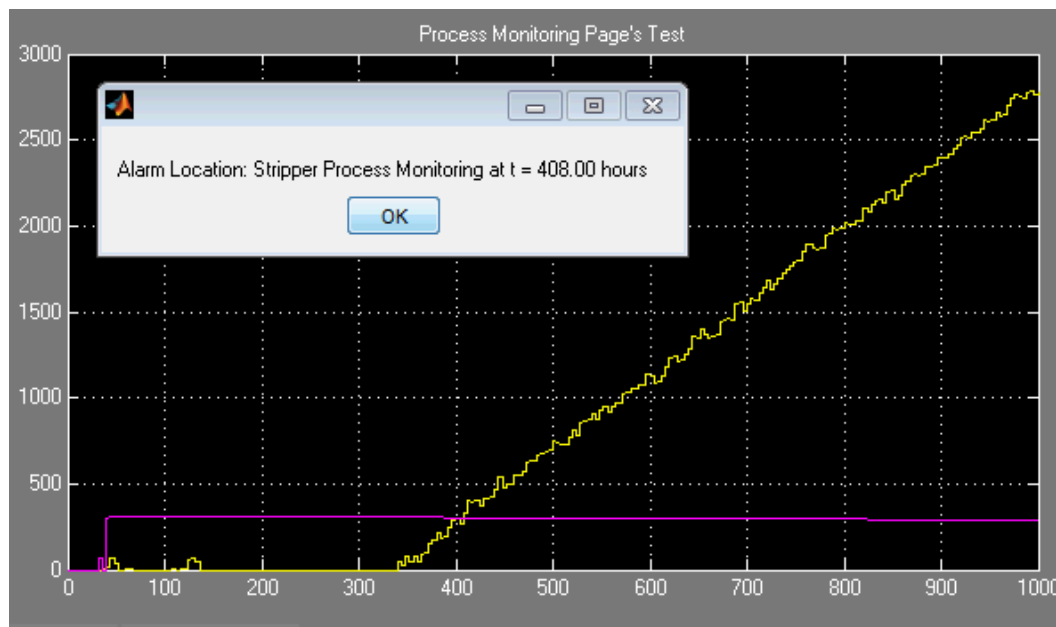 Process Monitoring Page's Test
3000
Alarm Location: Stripper Process Monitoring at t = 408.00 hours
OK
2500
2000
1500
1000
500
0
0 100 200 300 400 500 600 700 800 900 1000